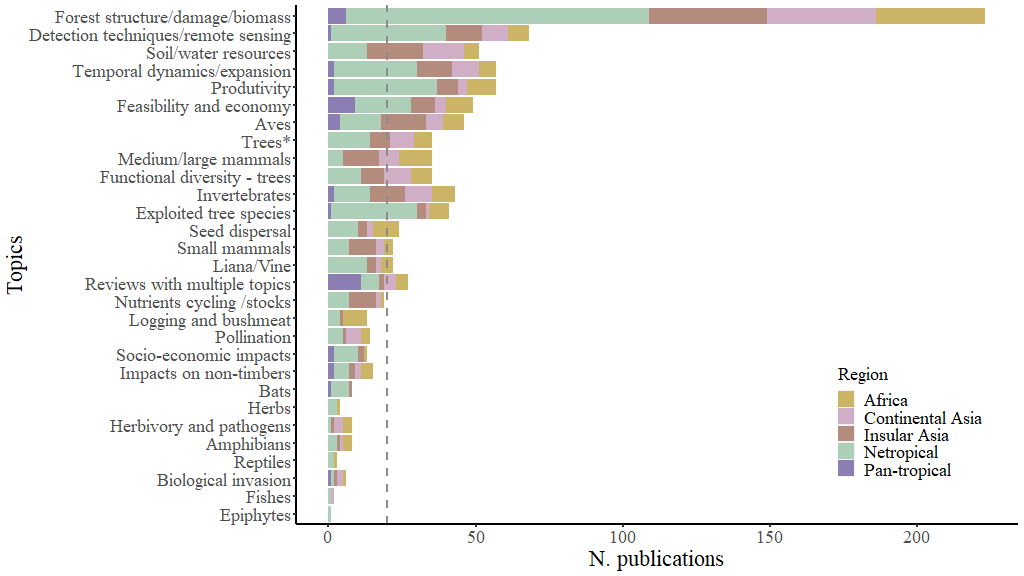 Topics
Forest structure/damage/biomass
Detection techniques/remote sensing
Soil/water resources
Temporal dynamics/expansion
Produtivity
Feasibility and economy
Aves
Trees*
Medium/large mammals
Functional diversity - trees
Invertebrates
Exploited tree species
Seed dispersal
Small mammals
Liana/Vine
Reviews with multiple topics
Nutrients cycling /stocks
Logging and bushmeat
Pollination
Socio-economic impacts
Impacts on non-timbers
Bats
Herbs
Herbivory and pathogens
Amphibians
Reptiles
Biological invasion
Fishes
Epiphytes
0 50 100 150 200
N. publications
Region
Africa
Continental Asia
Insular Asia
Netropical
Pan-tropical